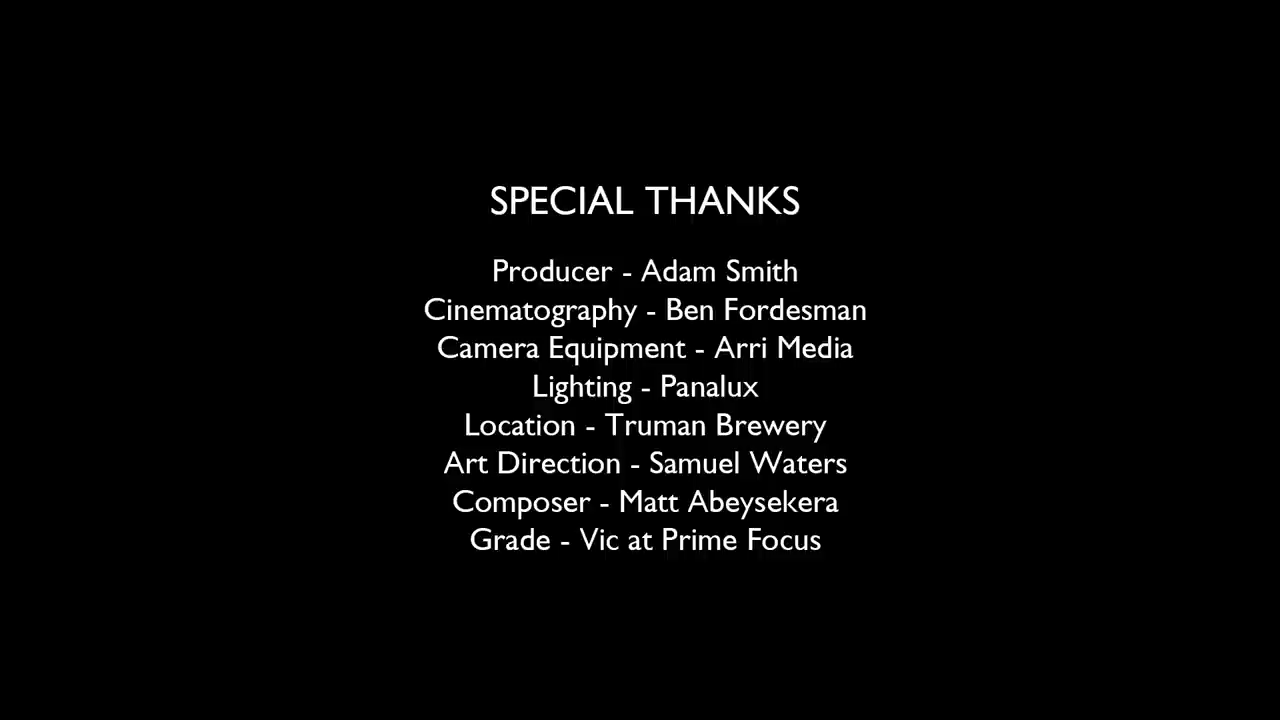 SPECIAL THANKS
Producer - Adam Smith
Cinematography - Ben Fordesman
Camera Equipment - Arri Media
Lighting - Panalux
Location - Truman Brewery
Art Direction - Samuel Waters
Composer - Matt Abeysekera
Grade - Vic at Prime Focus